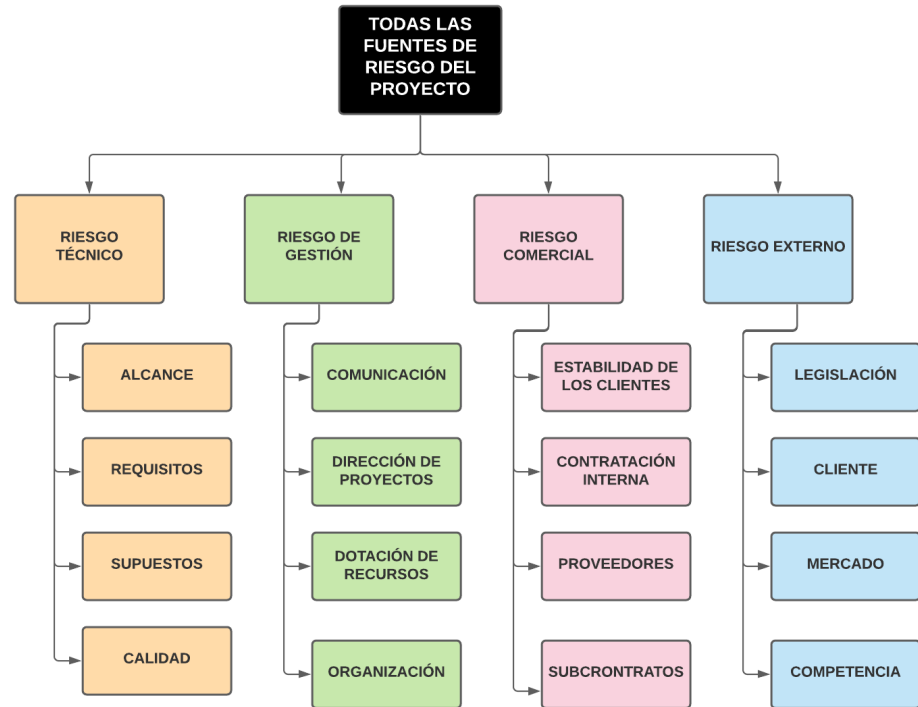 TODAS LAS
FUENTES DE
RIESGO DEL
PROYECTO
RIESGO
TÉCNICO
RIESGO DE
GESTIÓN
RIESGO
COMERCIAL
RIESGO EXTERNO
ALCANCE
REQUISITOS
SUPUESTOS
CALIDAD
COMUNICACIÓN
DIRECCIÓN DE
PROYECTOS
DOTACIÓN DE
RECURSOS
ORGANIZACIÓN
ESTABILIDAD DE
LOS CLIENTES
CONTRATACIÓN
INTERNA
PROVEEDORES
SUBCRONTRATOS
LEGISLACIÓN
CLIENTE
MERCADO
COMPETENCIA